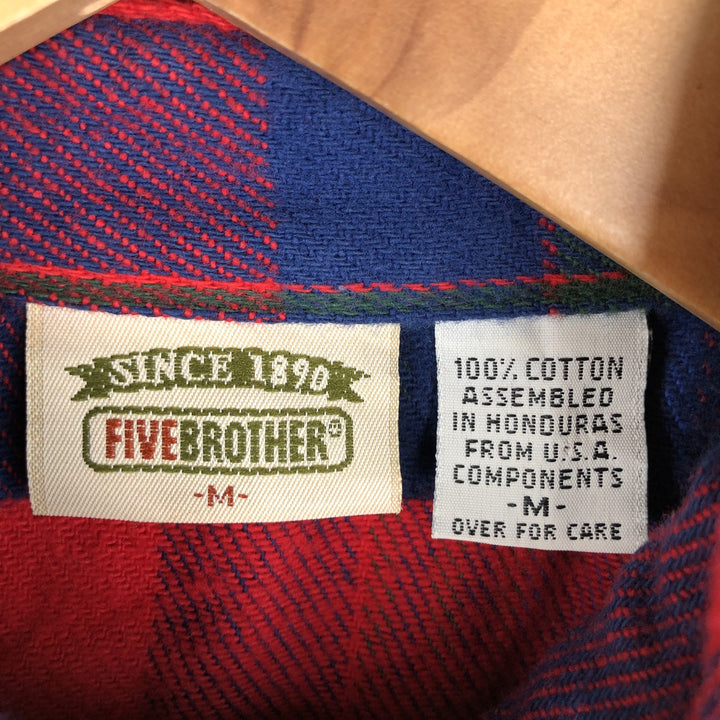 SINCE 1890
FIVEBROTHER
-M-
100% COTTON
ASSEMBLED
IN HONDURAS
FROM U.S.A.
COMPONENTS
-M-
OVER FOR CARE